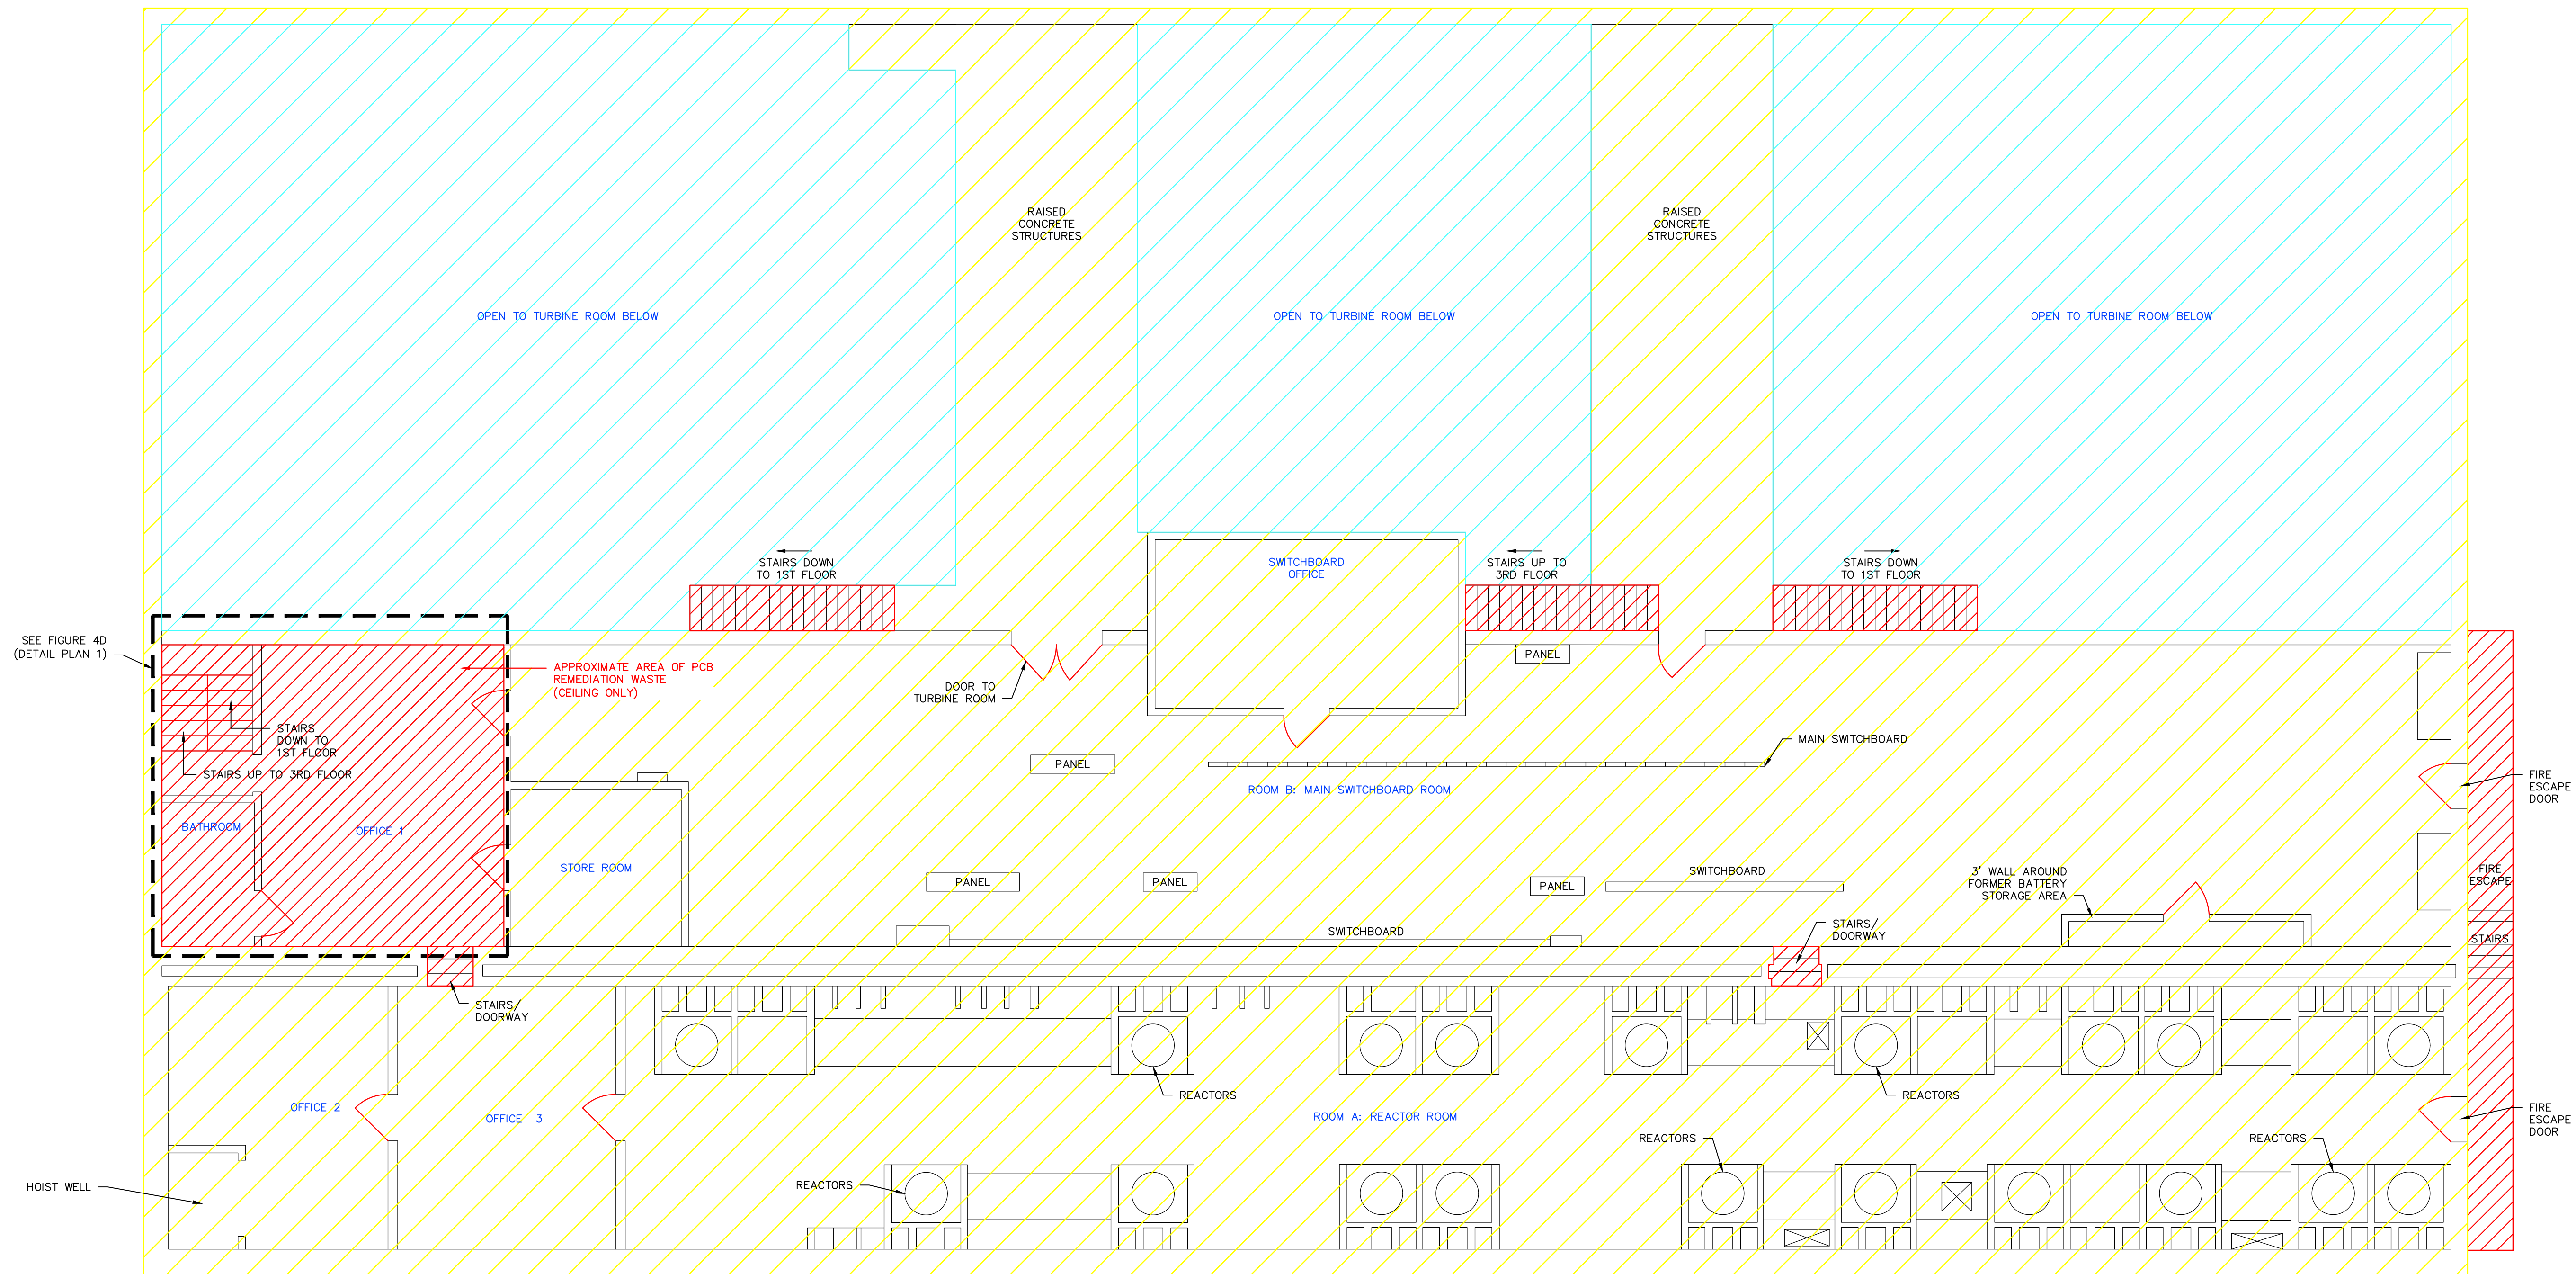 RAISED
CONCRETE
STRUCTURES
RAISED
CONCRETE
STRUCTURES
OPEN TO TURBINE ROOM BELOW
OPEN TO TURBINE ROOM BELOW
OPEN TO TURBINE ROOM BELOW
STAIRS DOWN
TO 1ST FLOOR
SWITCHBOARD
OFFICE
STAIRS UP TO
3RD FLOOR
STAIRS DOWN
TO 1ST FLOOR
SEE FIGURE 4D
(DETAIL PLAN 1)
APPROXIMATE AREA OF PCB
REMEDIATION WASTE
(CEILING ONLY)
DOOR TO
TURBINE ROOM
PANEL
STAIRS
DOWN TO
1ST FLOOR
STAIRS UP TO 3RD FLOOR
PANEL
MAIN SWITCHBOARD
ROOM B: MAIN SWITCHBOARD ROOM
FIRE
ESCAPE
DOOR
BATHROOM
OFFICE 1
STORE ROOM
PANEL
PANEL
PANEL
SWITCHBOARD
3' WALL AROUND
FORMER BATTERY
STORAGE AREA
FIRE
ESCAPE
SWITCHBOARD
STAIRS/
DOORWAY
STAIRS
STAIRS/
DOORWAY
REACTORS
REACTORS
OFFICE 2
OFFICE 3
ROOM A: REACTOR ROOM
FIRE
ESCAPE
DOOR
REACTORS
REACTORS
HOIST WELL
REACTORS